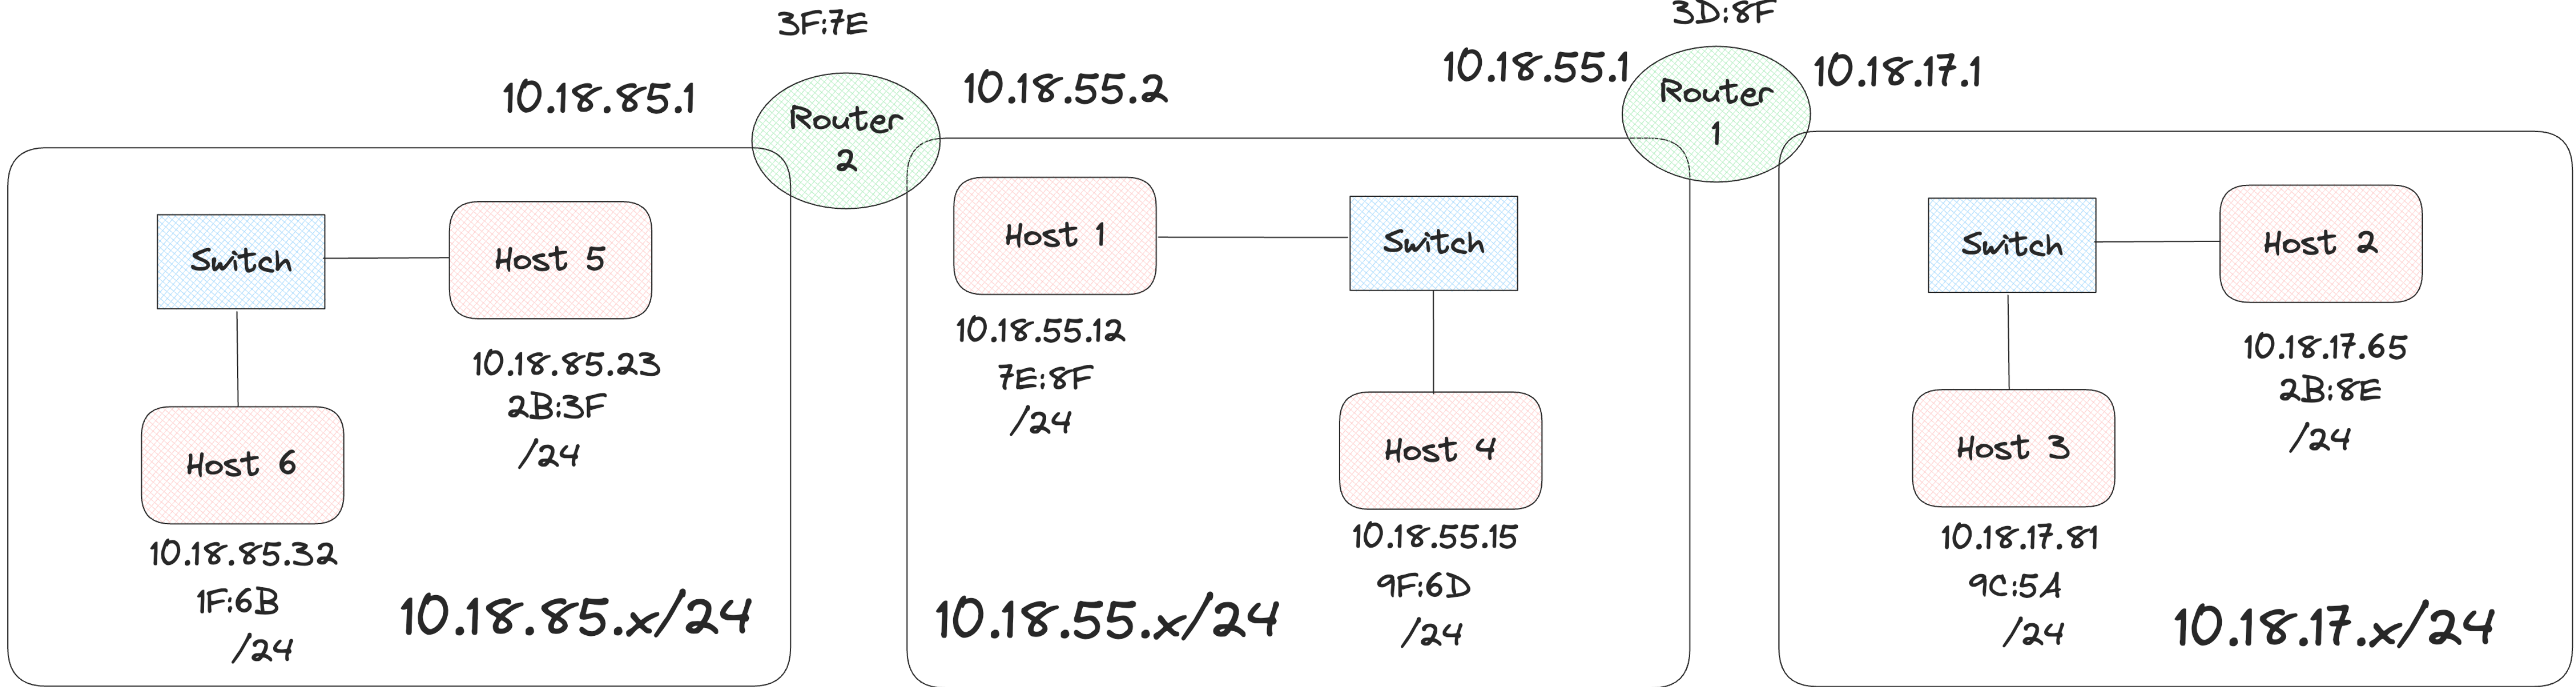 3F:7E
3D:8F
10.18.85.1
Router
2
10.18.55.2
10.18.55.1
Router
1
10.18.17.1
Switch
Host 5
10.18.85.23
2B:3F
/24
Host 6
10.18.85.32
1F:6B
/24
10.18.85.x/24
Host 1
10.18.55.12
7E:8F
/24
Switch
Host 4
10.18.55.15
9F:6D
/24
10.18.55.x/24
Switch
Host 2
10.18.17.65
2B:8E
/24
Host 3
10.18.17.81
9C:5A
/24
10.18.17.x/24